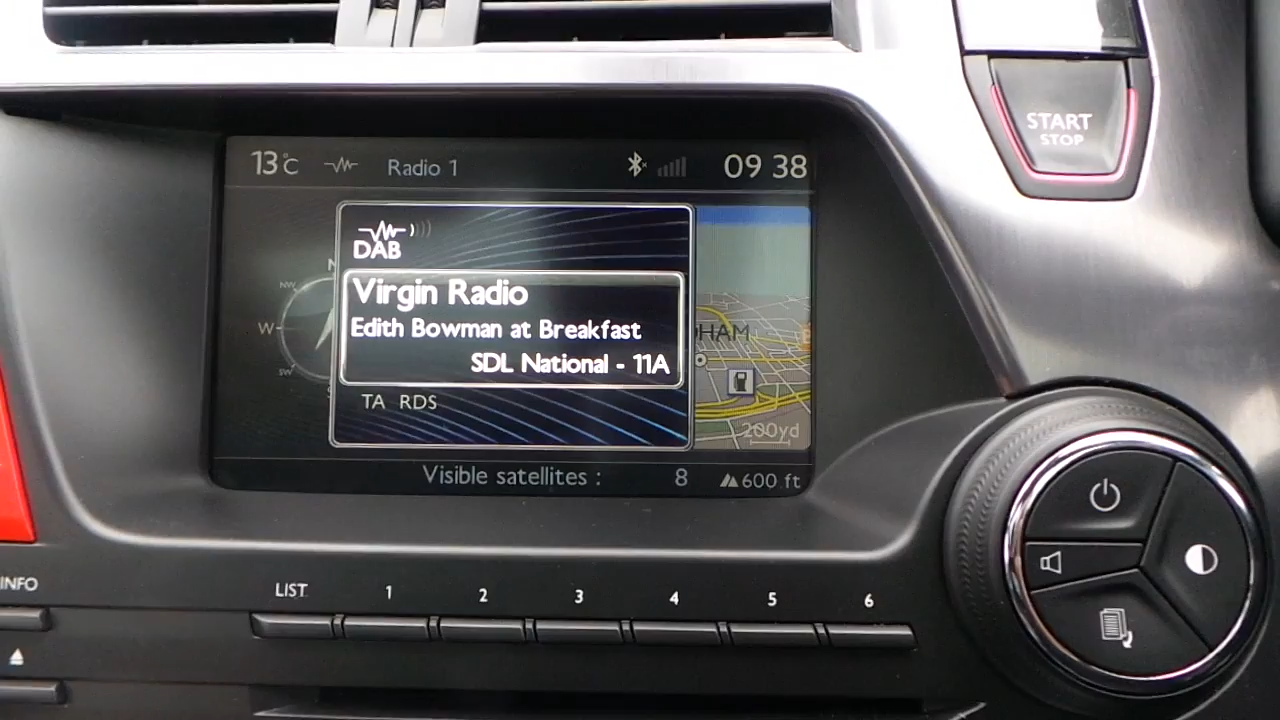 START
STOP
13°C Radio 1 09 38
DAB
Virgin Radio
Edith Bowman at Breakfast
SDL National - 11A
TA RDS
NW
W
SW
HAM
200yd
Visible satellites : 8 600 ft
INFO
LIST 1 2 3 4 5 6